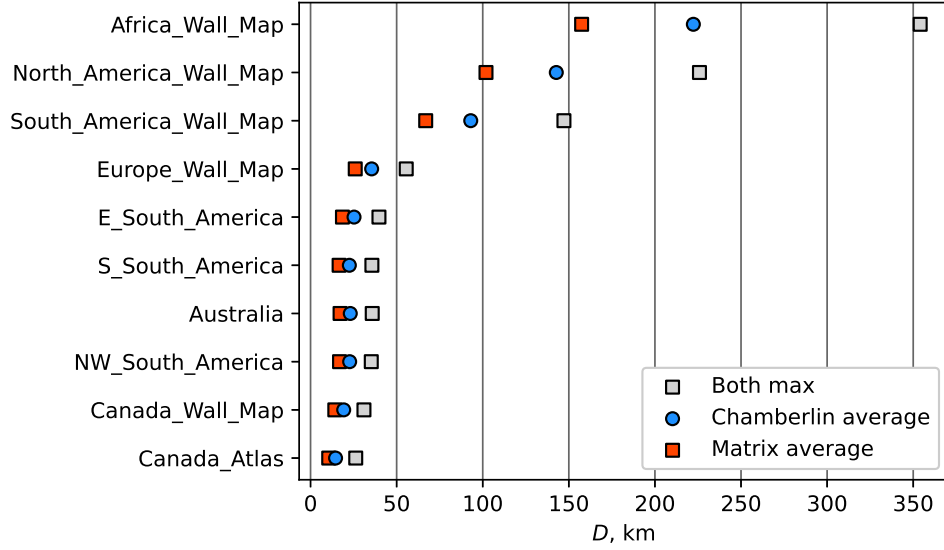 Africa_Wall_Map
North_America_Wall_Map
South_America_Wall_Map
Europe_Wall_Map
E_South_America
S_South_America
Australia
NW_South_America
Canada_Wall_Map
Canada_Atlas
Both max
Chamberlin average
Matrix average
0 50 100 150 200 250 300 350
D, km